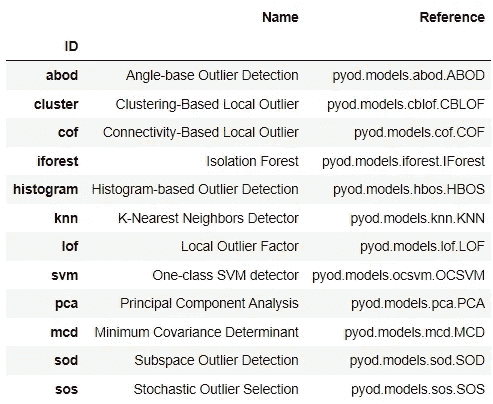 Name Reference
ID
abod Angle-base Outlier Detection pyod.models.abod.ABOD
cluster Clustering-Based Local Outlier pyod.models.cblof.CBLOF
cof Connectivity-Based Local Outlier pyod.models.cof.COF
iforest Isolation Forest pyod.models.iforest.IForest
histogram Histogram-based Outlier Detection pyod.models.hbos.HBOS
knn K-Nearest Neighbors Detector pyod.models.knn.KNN
lof Local Outlier Factor pyod.models.lof.LOF
svm One-class SVM detector pyod.models.ocsvm.OCSVM
pca Principal Component Analysis pyod.models.pca.PCA
mcd Minimum Covariance Determinant pyod.models.mcd.MCD
sod Subspace Outlier Detection pyod.models.sod.SOD
sos Stochastic Outlier Selection pyod.models.sos.SOS